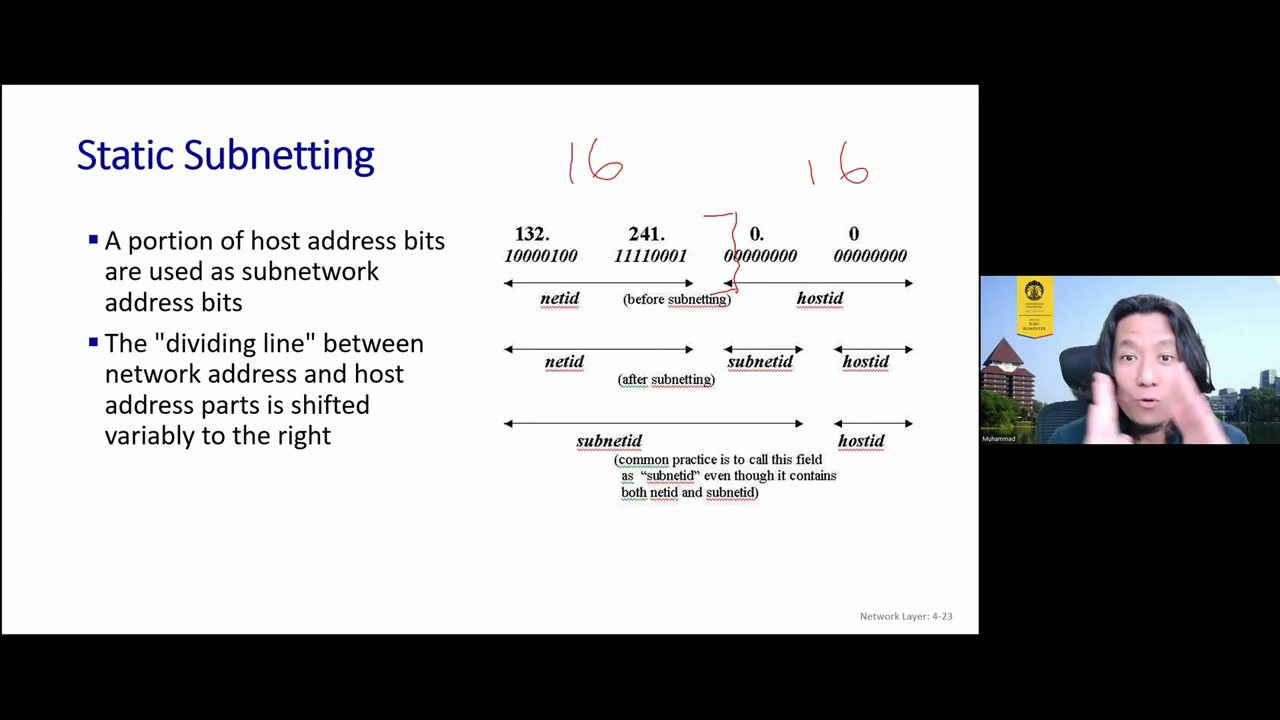 Static Subnetting
16 16
▪ A portion of host address bits
are used as subnetwork
address bits
▪ The "dividing line" between
network address and host
address parts is shifted
variably to the right
132. 241. 0. 0
10000100 11110001 00000000 00000000
netid (before subnetting) hostid
netid subnetid hostid
(after subnetting)
subnetid hostid
(common practice is to call this field
as “subnetid” even though it contains
both netid and subnetid)
Network Layer: 4-23
ILMU
KOMPUTER
Muhammad